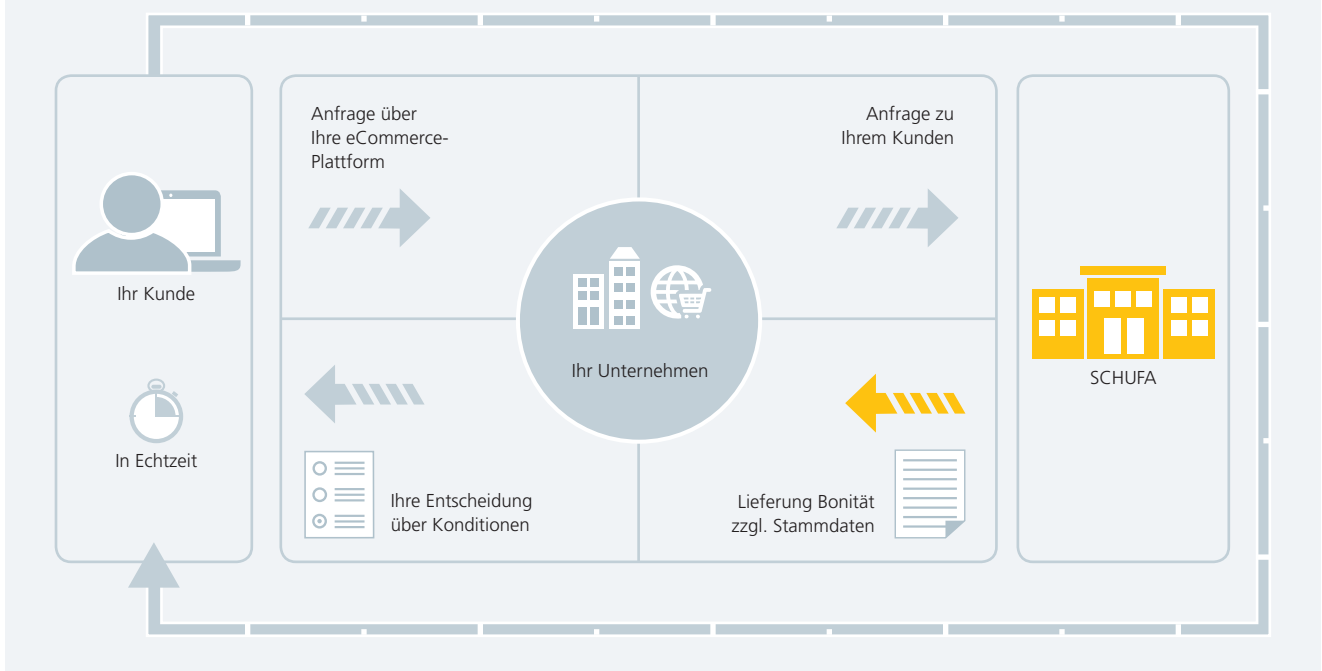 Anfrage über
Ihre eCommerce-
Plattform
Anfrage zu
Ihrem Kunden
Ihr Kunde
Ihr Unternehmen
SCHUFA
In Echtzeit
Ihre Entscheidung
über Konditionen
Lieferung Bonität
zzgl. Stammdaten